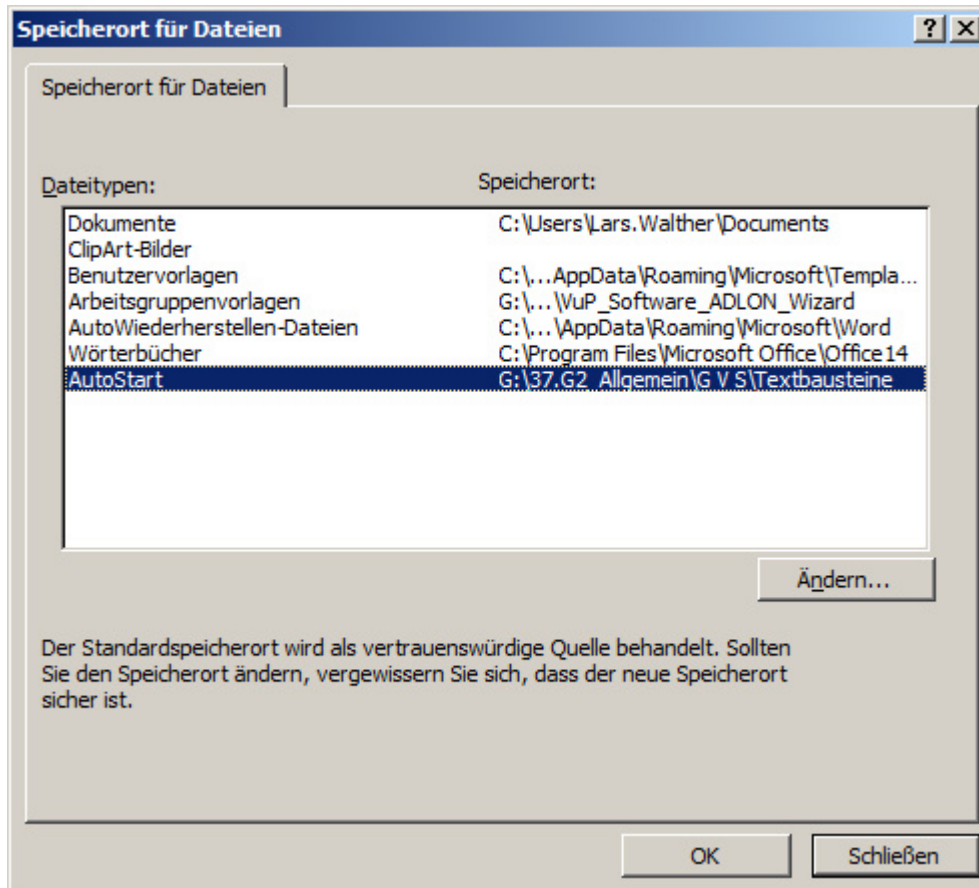 Speicherort für Dateien
Speicherort für Dateien
Dateitypen: Speicherort:
Dokumente C:\Users\Lars.Walther\Documents
ClipArt-Bilder
Benutzervorlagen C:\...AppData\Roaming\Microsoft\Templa...
Arbeitsgruppenvorlagen G:\...\VuP_Software_ADLON_Wizard
AutoWiederherstellen-Dateien C:\...\AppData\Roaming\Microsoft\Word
Wörterbücher C:\Program Files\Microsoft Office\Office14
AutoStart G:\37.G2_Allgemein\G V S\Textbausteine
Ändern...
Der Standardspeicherort wird als vertrauenswürdige Quelle behandelt. Sollten
Sie den Speicherort ändern, vergewissern Sie sich, dass der neue Speicherort
sicher ist.
OK Schließen